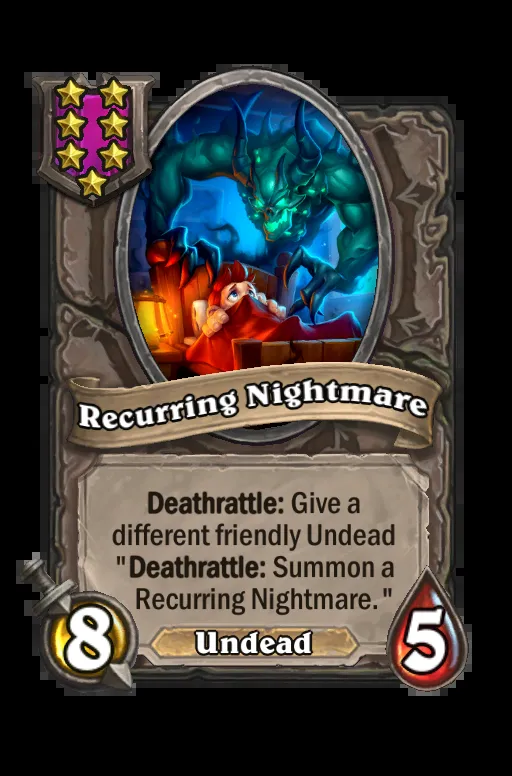 Recurring Nightmare
Deathrattle: Give a
different friendly Undead
"Deathrattle: Summon a
Recurring Nightmare."
8
Undead
5